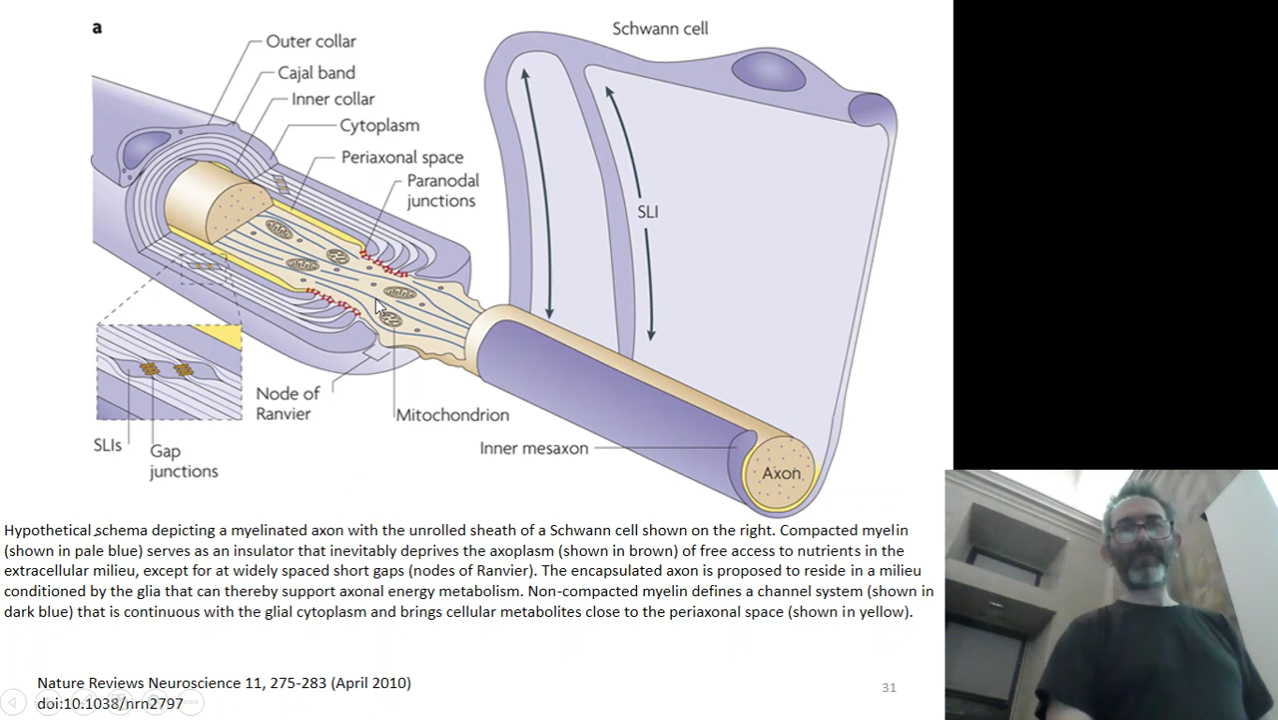 a
Schwann cell
Outer collar
Cajal band
Inner collar
Cytoplasm
Periaxonal space
Paranodal
junctions
SLI
Node of
Ranvier
Mitochondrion
SLIs
Gap
junctions
Inner mesaxon
Axon
Hypothetical schema depicting a myelinated axon with the unrolled sheath of a Schwann cell shown on the right. Compacted myelin
(shown in pale blue) serves as an insulator that inevitably deprives the axoplasm (shown in brown) of free access to nutrients in the
extracellular milieu, except for at widely spaced short gaps (nodes of Ranvier). The encapsulated axon is proposed to reside in a milieu
conditioned by the glia that can thereby support axonal energy metabolism. Non-compacted myelin defines a channel system (shown in
dark blue) that is continuous with the glial cytoplasm and brings cellular metabolites close to the periaxonal space (shown in yellow).
Nature Reviews Neuroscience 11, 275-283 (April 2010)
doi:10.1038/nrn2797
31